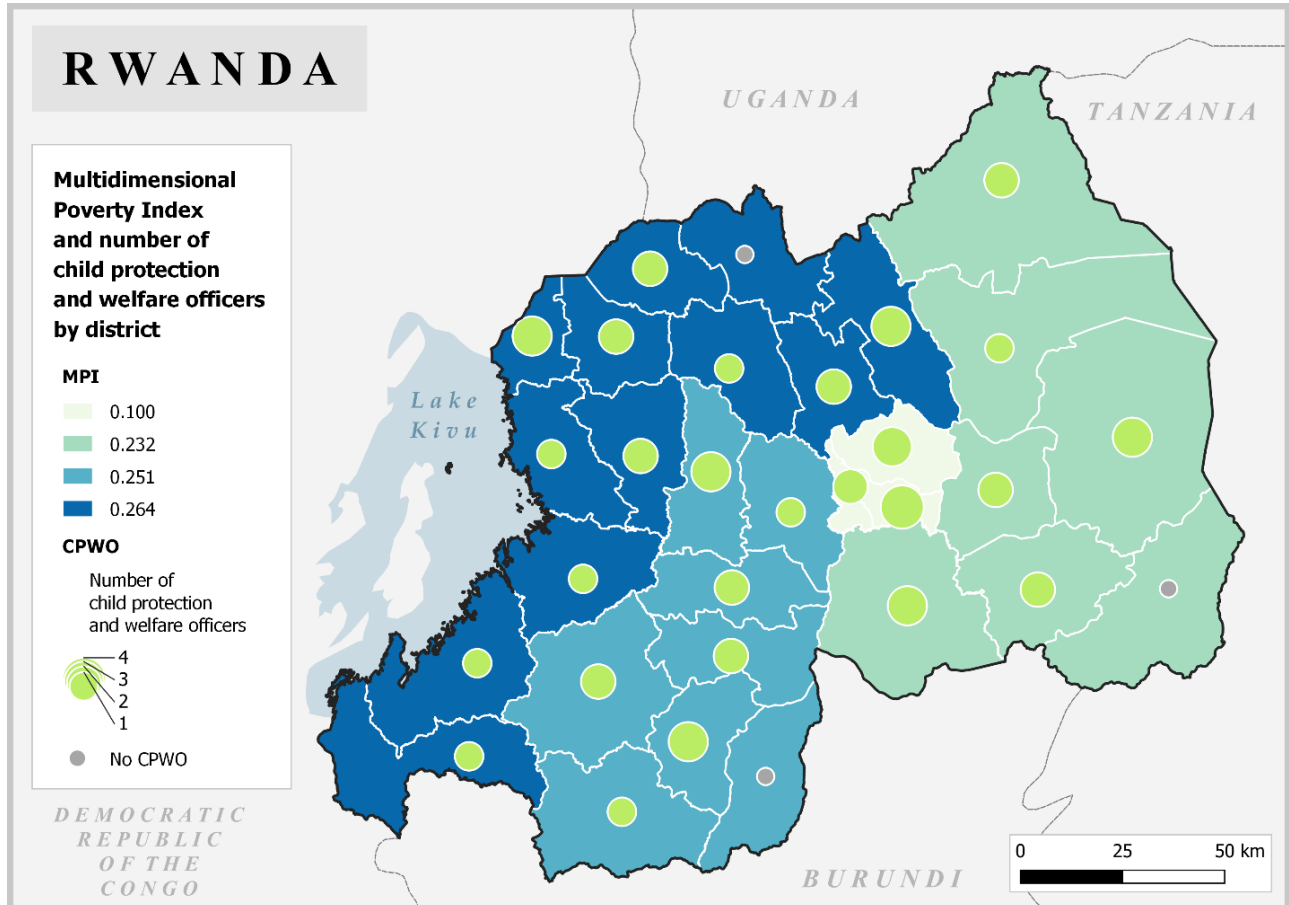 RWANDA
UGANDA
TANZANIA
Multidimensional
Poverty Index
and number of
child protection
and welfare officers
by district
MPI
0.100
0.232
0.251
0.264
CPWO
Number of
child protection
and welfare officers
4
3
2
1
No CPWO
Lake
Kivu
DEMOCRATIC
REPUBLIC
OF THE
CONGO
BURUNDI
0 25 50 km